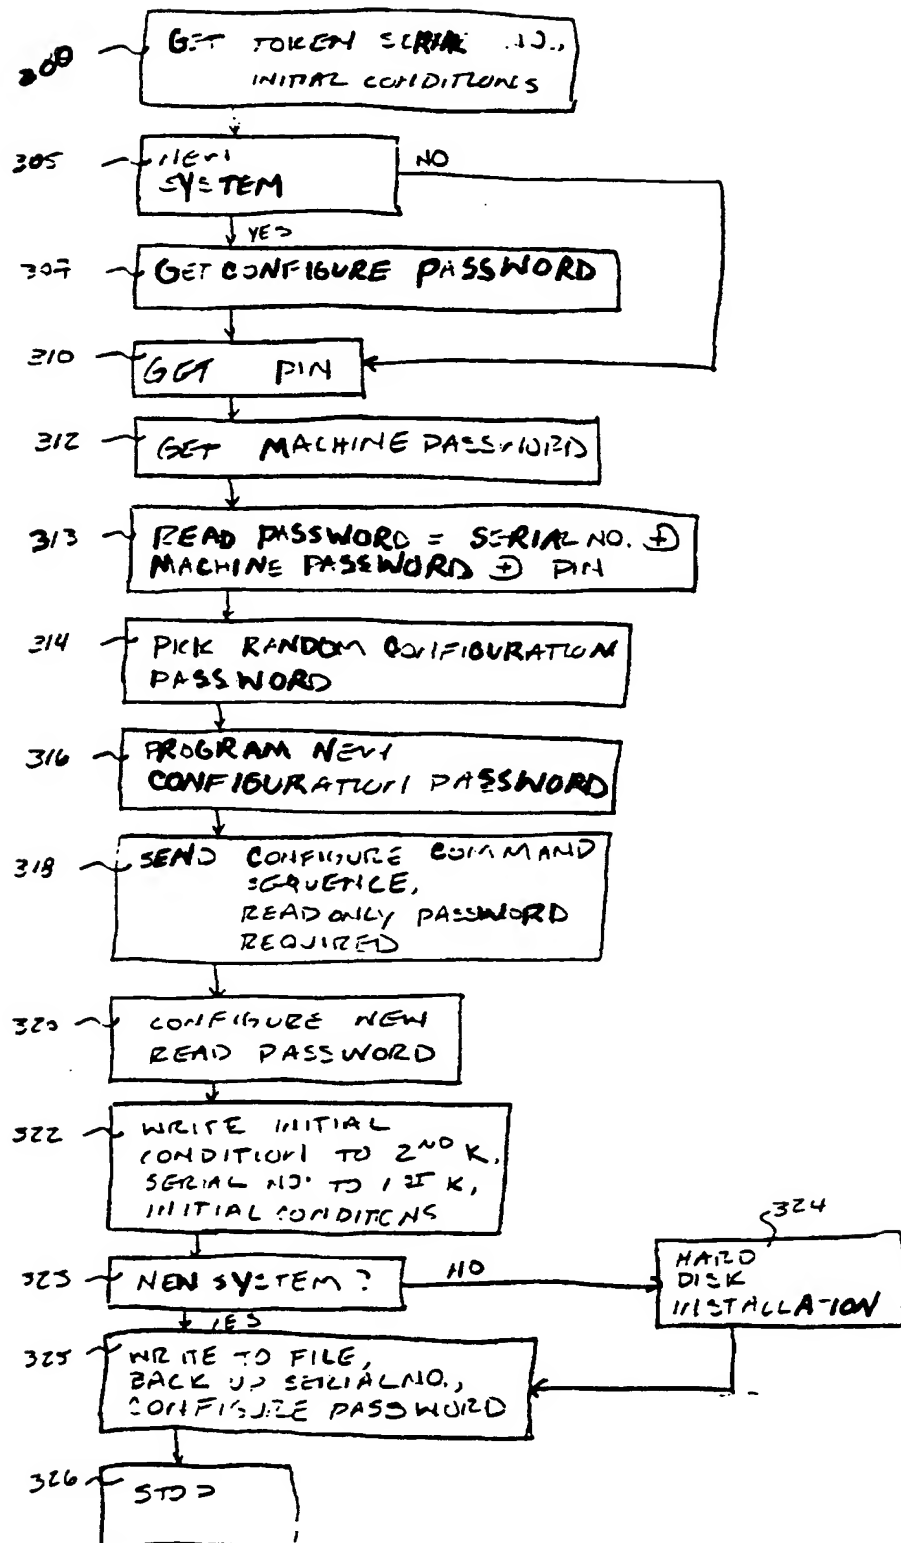 300
GET TOKEN SERIAL NO.,
INITIAL CONDITIONS
305
NEW
SYSTEM
NO
YES
307
GET CONFIGURE PASSWORD
310
GET PIN
312
GET MACHINE PASSWORD
313
READ PASSWORD = SERIAL NO. ⊕
MACHINE PASSWORD ⊕ PIN
314
PICK RANDOM CONFIGURATION
PASSWORD
316
PROGRAM NEW
CONFIGURATION PASSWORD
318
SEND CONFIGURE COMMAND
SEQUENCE,
READ ONLY PASSWORD
REQUIRED
320
CONFIGURE NEW
READ PASSWORD
322
WRITE INITIAL
CONDITION TO 2ND K,
SERIAL NO. TO 1ST K,
INITIAL CONDITIONS
323
NEW SYSTEM?
NO
324
HARD
DISK
INSTALLATION
YES
325
WRITE TO FILE,
BACK UP SERIAL NO.,
CONFIGURE PASSWORD
326
STOP